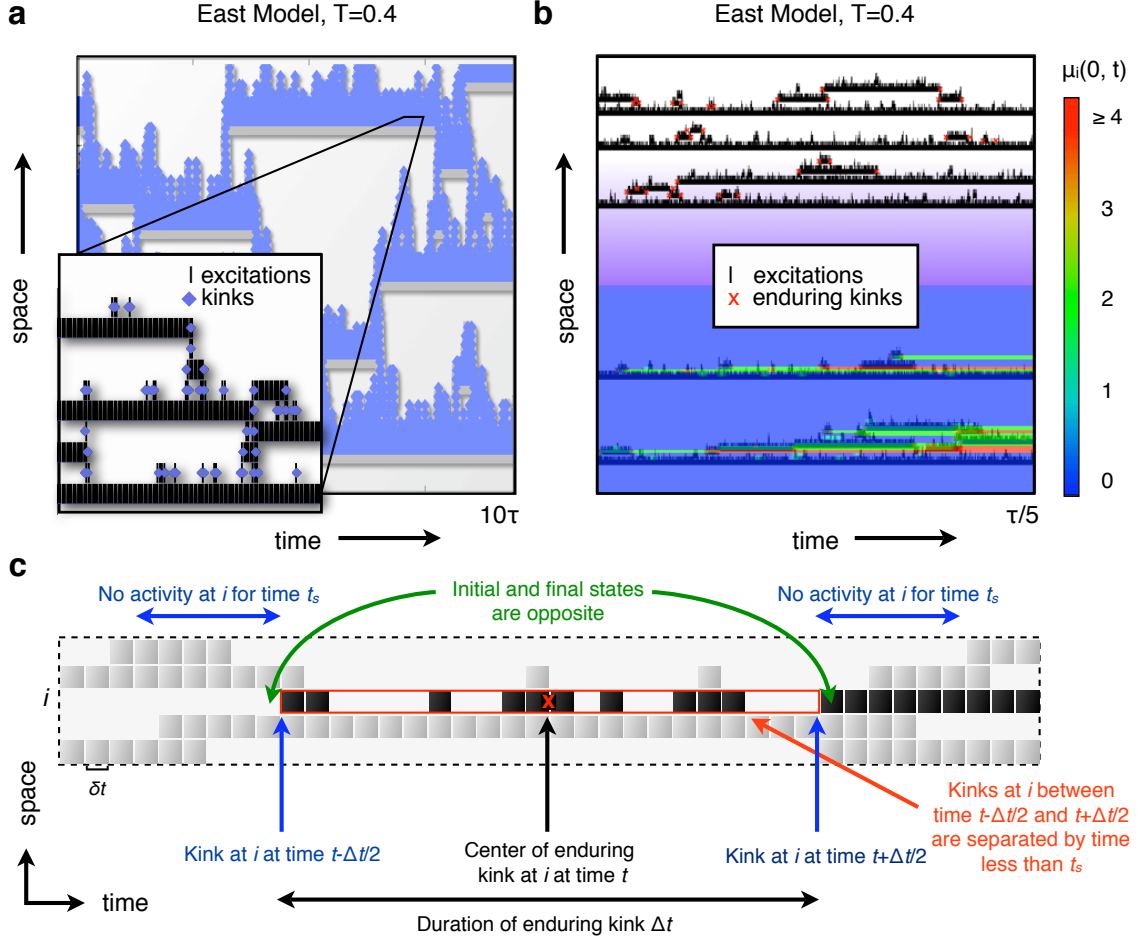 a
East Model, T=0.4
space
l excitations
kinks
10τ
time
b
East Model, T=0.4
space
l excitations
x enduring kinks
τ/5
time
μi(0, t)
≥ 4
3
2
1
0
c
No activity at i for time ts
Initial and final states
are opposite
No activity at i for time ts
i
x
δt
space
time
Kink at i at time t-Δt/2
Center of enduring
kink at i at time t
Kink at i at time t+Δt/2
Kinks at i between
time t-Δt/2 and t+Δt/2
are separated by time
less than ts
Duration of enduring kink Δt